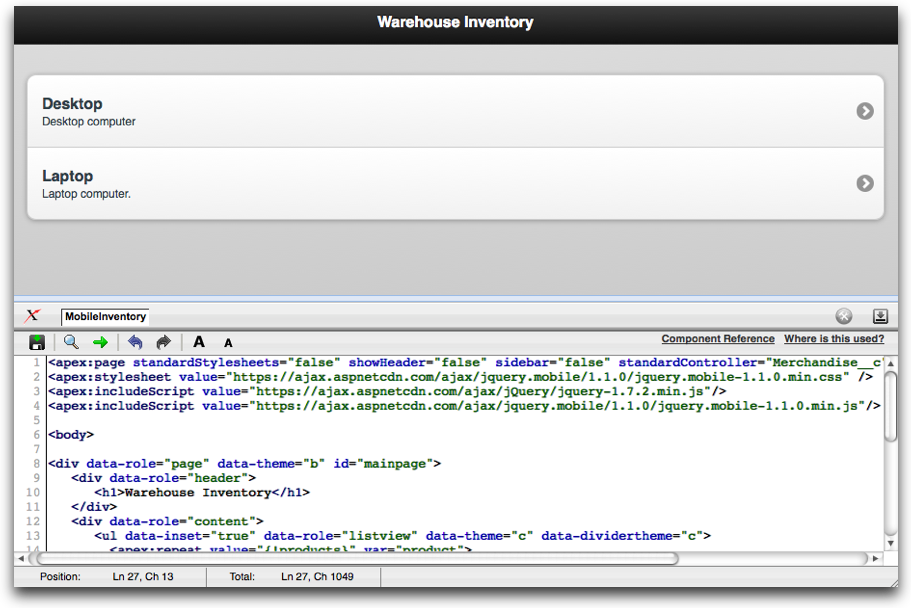 Warehouse Inventory
Desktop
Desktop computer
Laptop
Laptop computer.
MobileInventory
A A Component Reference Where is this used?
1 <apex:page standardStylesheets="false" showHeader="false" sidebar="false" standardController="Merchandise__c"
2 <apex:stylesheet value="https://ajax.aspnetcdn.com/ajax/jquery.mobile/1.1.0/jquery.mobile-1.1.0.min.css" />
3 <apex:includeScript value="https://ajax.aspnetcdn.com/ajax/jQuery/jquery-1.7.2.min.js"/>
4 <apex:includeScript value="https://ajax.aspnetcdn.com/ajax/jquery.mobile/1.1.0/jquery.mobile-1.1.0.min.js"/>
5
6 <body>
7
8 <div data-role="page" data-theme="b" id="mainpage">
9 <div data-role="header">
10 <h1>Warehouse Inventory</h1>
11 </div>
12 <div data-role="content">
13 <ul data-inset="true" data-role="listview" data-theme="c" data-dividertheme="c">
14 <apex:repeat value="{!products}" var="product">
Position: Ln 27, Ch 13 Total: Ln 27, Ch 1049